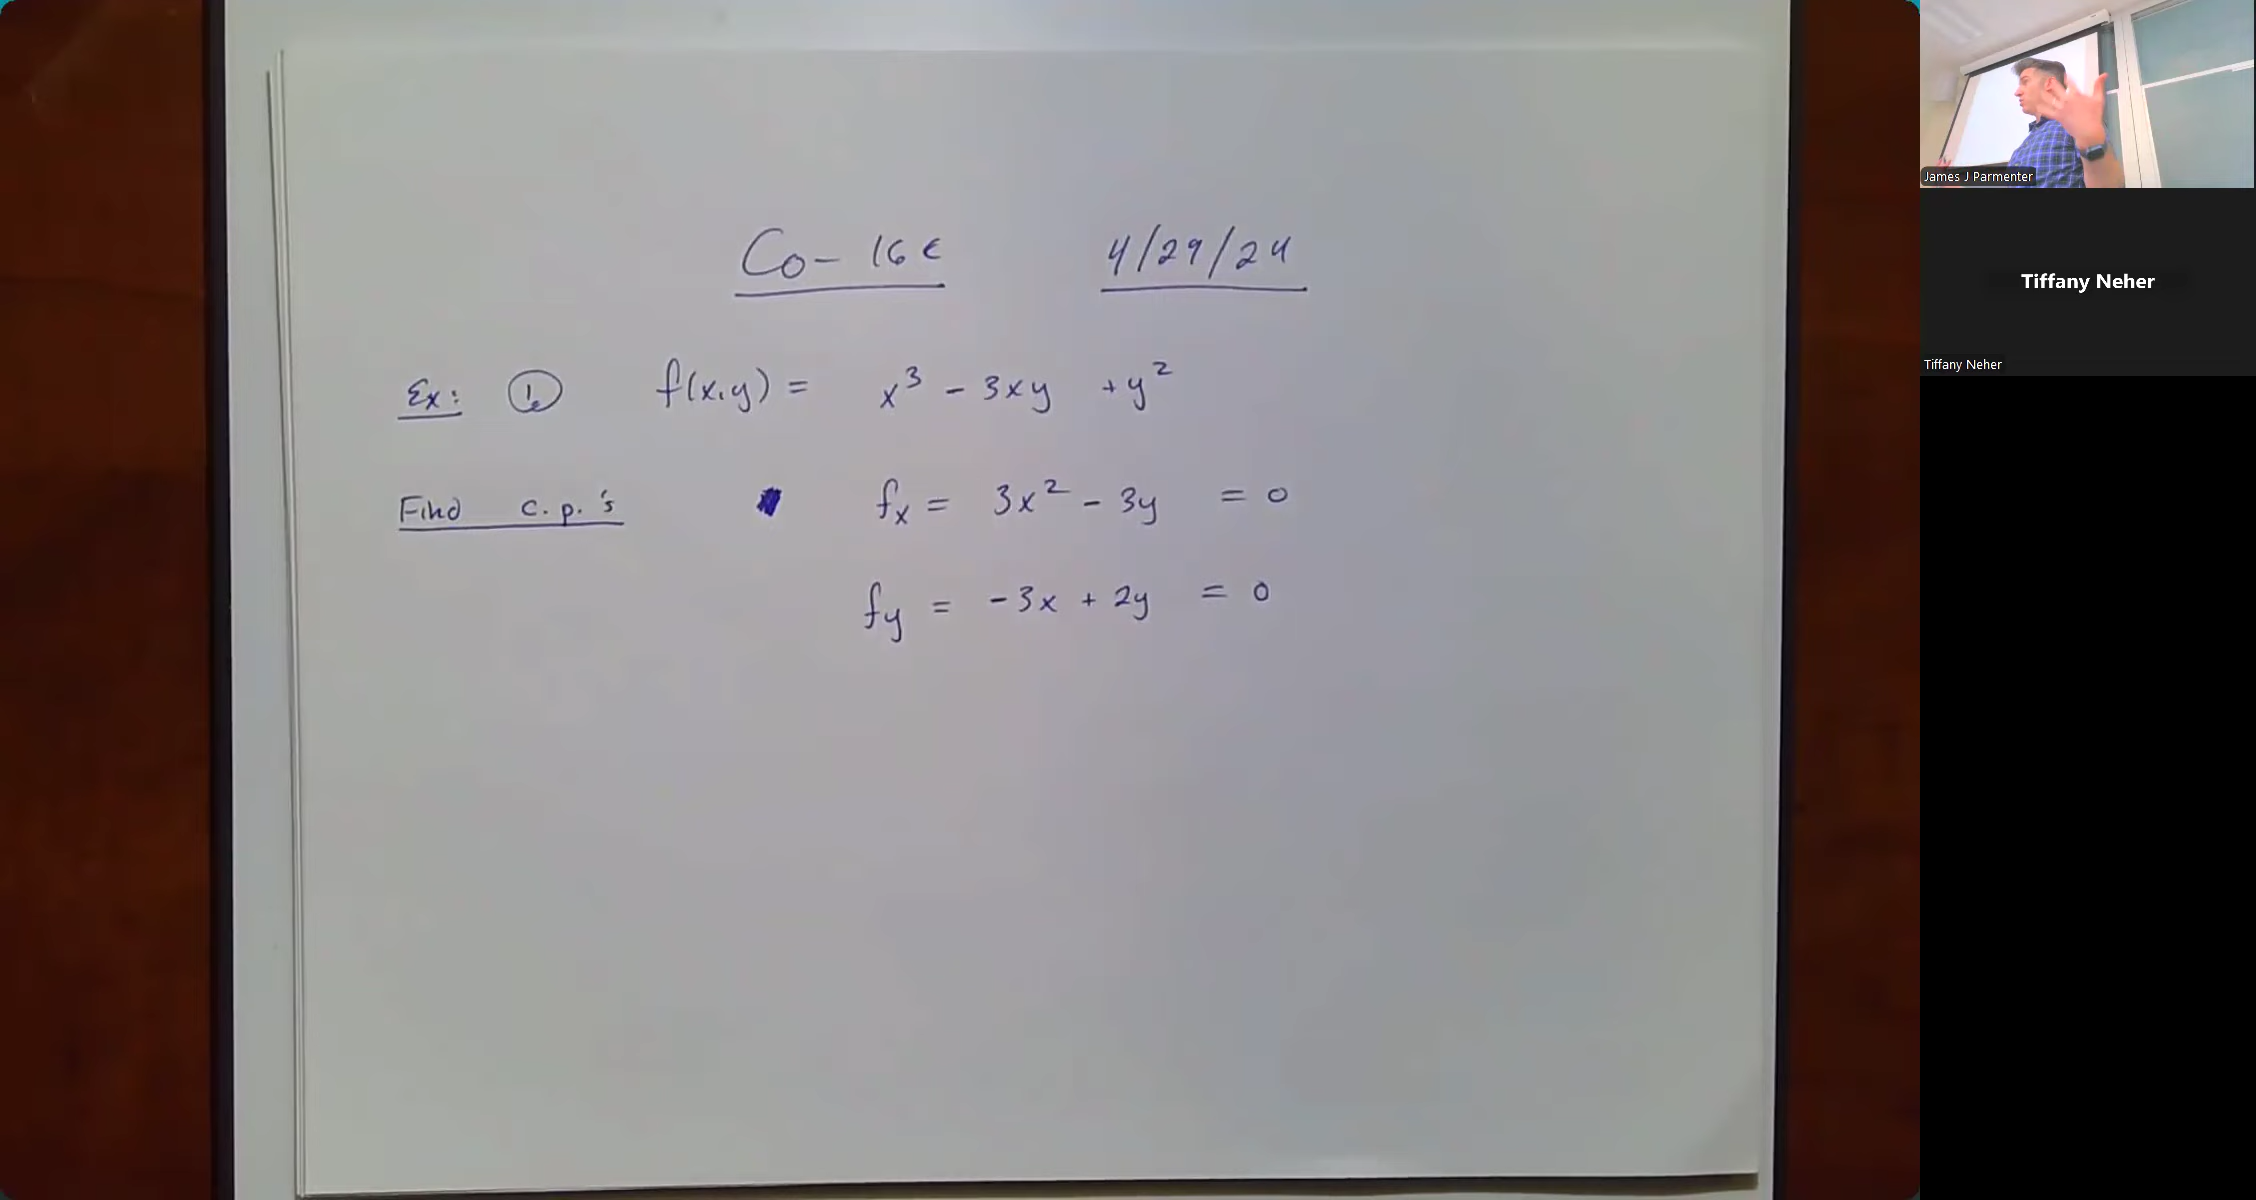 Co-16c 4/29/24
Ex: ① f(x,y) = x³ - 3xy + y²
Find c.p.'s fx = 3x² - 3y = 0
fy = -3x + 2y = 0
James J Parmenter
Tiffany Neher
Tiffany Neher